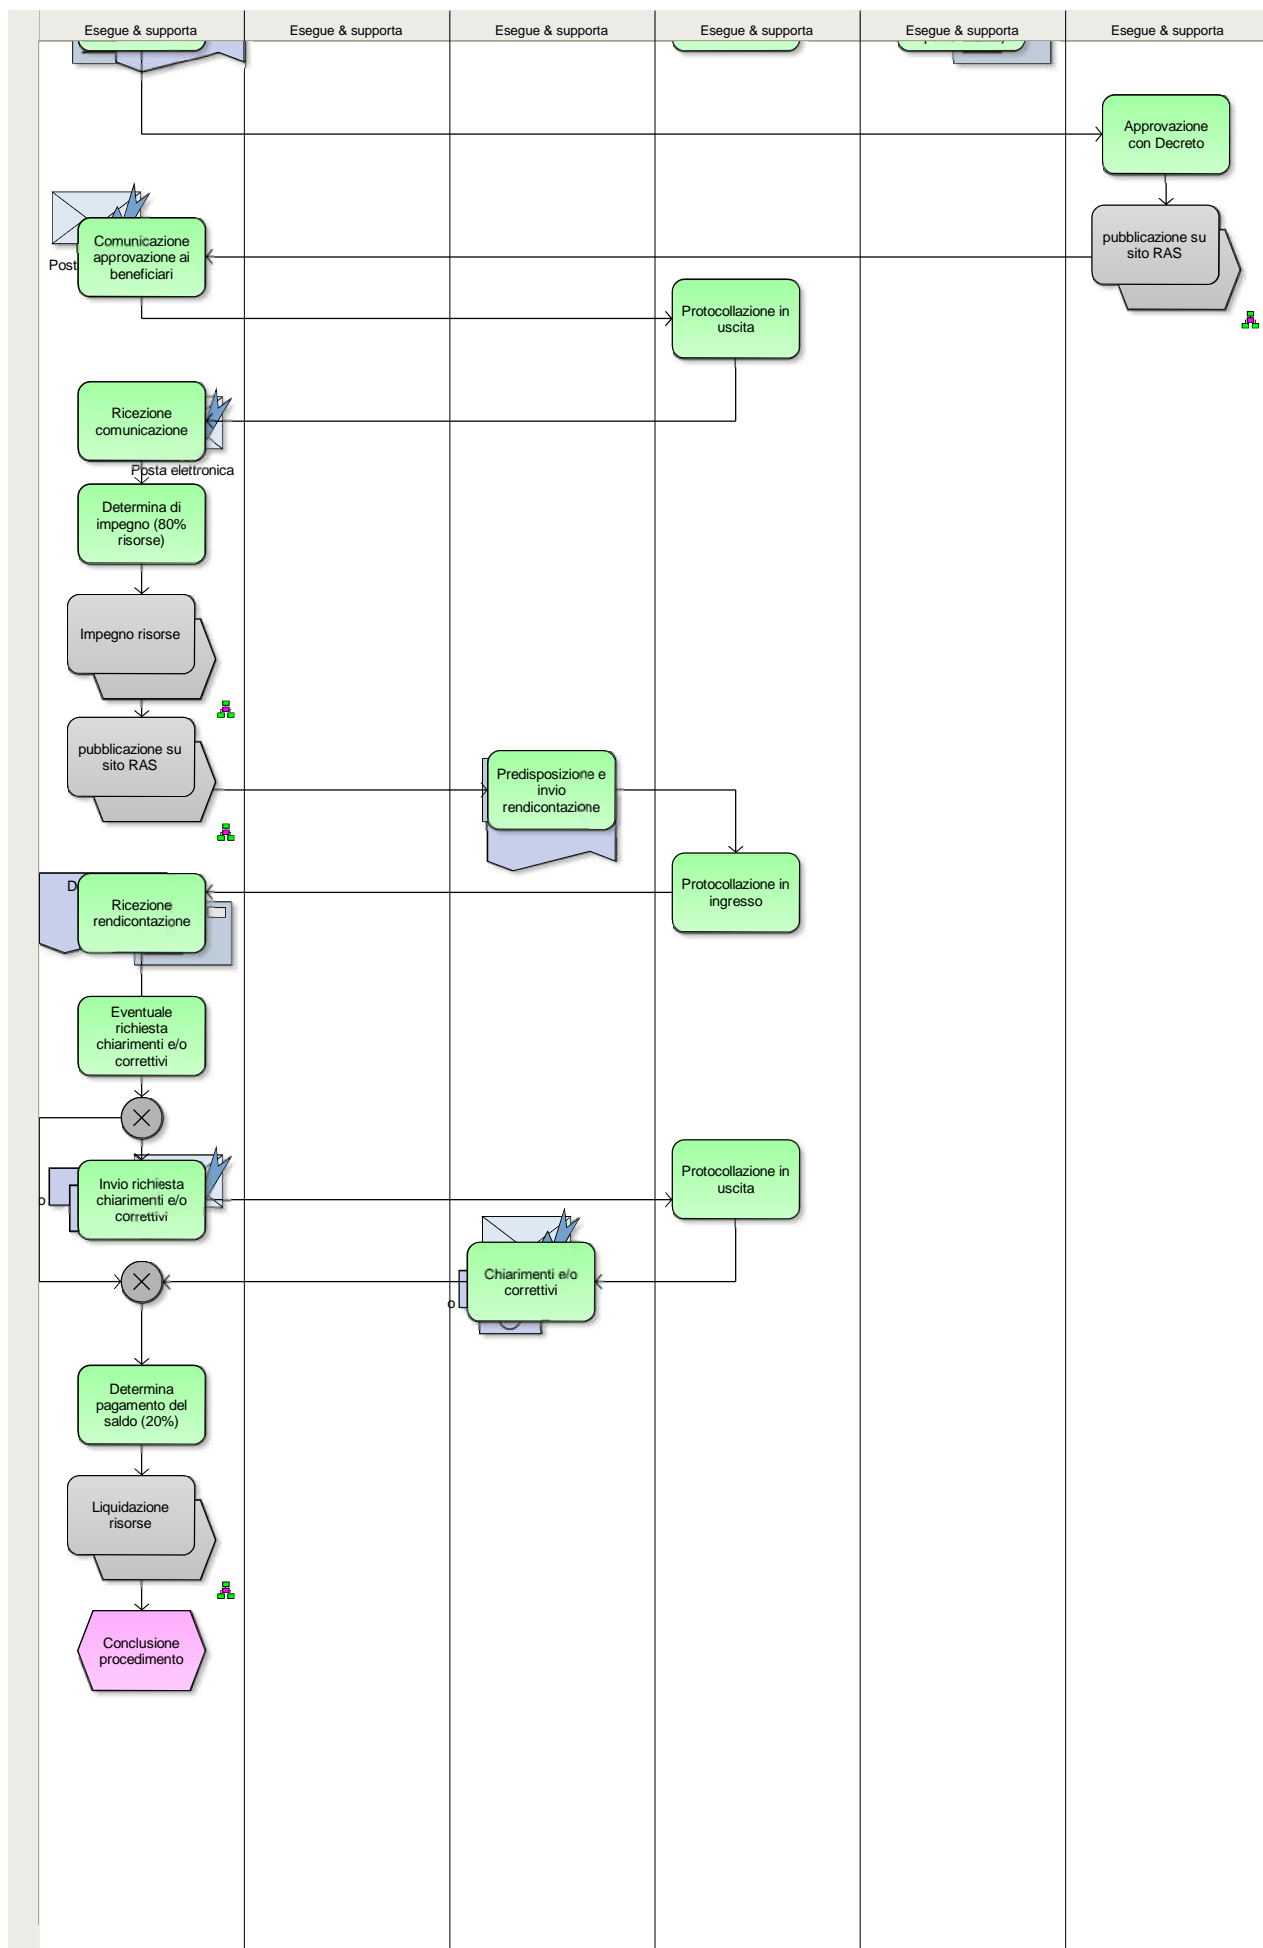 Esegue & supporta
Esegue & supporta
Esegue & supporta
Esegue & supporta
Esegue & supporta
Esegue & supporta
Approvazione
con Decreto
pubblicazione su
sito RAS
Comunicazione
approvazione ai
beneficiari
Post
Protocollazione in
uscita
Ricezione
comunicazione
Posta elettronica
Determina di
impegno (80%
risorse)
Impegno risorse
pubblicazione su
sito RAS
Predisposizione e
invio
rendicontazione
Protocollazione in
ingresso
D
Ricezione
rendicontazione
Eventuale
richiesta
chiarimenti e/o
correttivi
Invio richiesta
chiarimenti e/o
correttivi
o
Protocollazione in
uscita
Chiarimenti e/o
correttivi
o
Determina
pagamento del
saldo (20%)
Liquidazione
risorse
Conclusione
procedimento